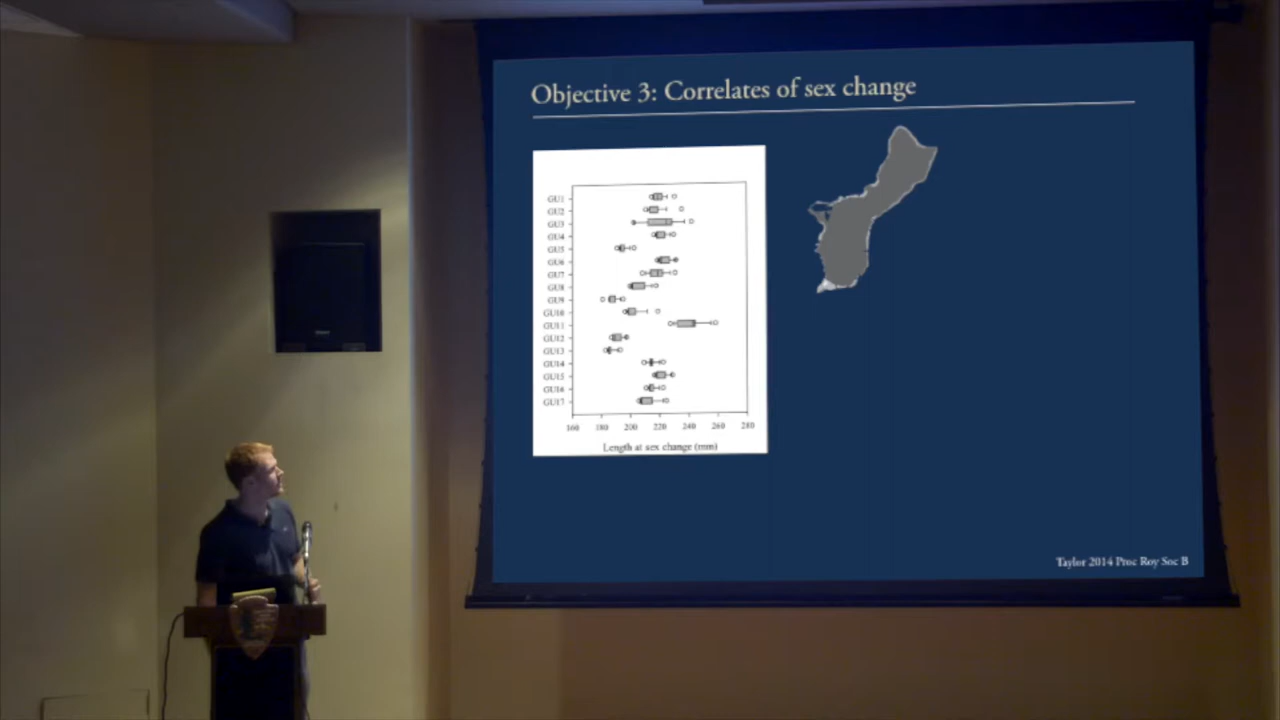 Objective 3: Correlates of sex change
GU1
GU2
GU3
GU4
GU5
GU6
GU7
GU8
GU9
GU10
GU11
GU12
GU13
GU14
GU15
GU16
GU17
160 180 200 220 240 260 280
Length at sex change (mm)
Taylor 2014 Proc Roy Soc B